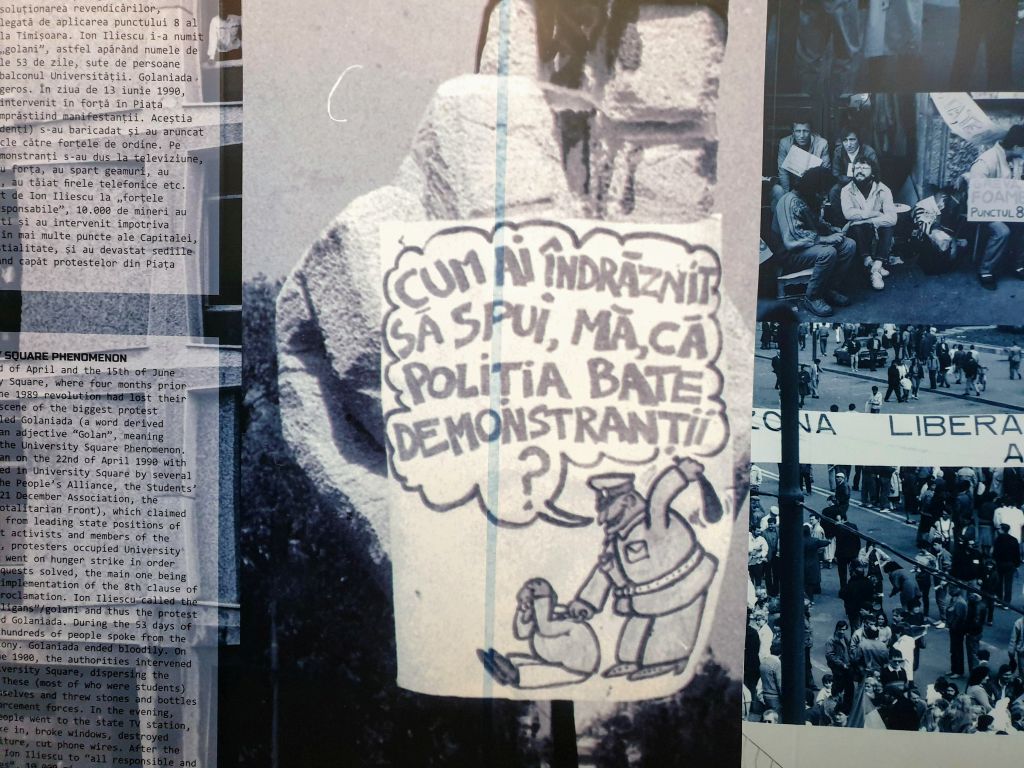 soluționarea revendicărilor,
legată de aplicarea punctului 8 al
la Timișoara. Ion Iliescu i-a numit
„golani”, astfel apărând numele de
le 53 de zile, sute de persoane
balconul Universității. Golaniada
geros. În ziua de 13 iunie 1990,
intervenit în forță în Piața
mprăștiind manifestanții. Aceștia
denți) s-au baricadat și au aruncat
cle către forțele de ordine. Pe
monstranți s-au dus la televiziune,
u forța, au spart geamuri, au
, au tăiat firele telefonice etc.
t de Ion Iliescu la „forțele
sponsabile”, 10.000 de mineri au
ti si au intervenit împotriva
în mai multe puncte ale Capitalei,
țialitate, si au devastat sediile
nd capăt protestelor din Piața
Y SQUARE PHENOMENON
d of April and the 15th of June
y Square, where four months prior
he 1989 revolution had lost their
scene of the biggest protest
led Golaniada (a word derived
an adjective “Golan”, meaning
the University Square Phenomenon.
an on the 22nd of April 1990 with
ed in University Square by several
he People’s Alliance, the Students’
21 December Association, the
otalitarian Front), which claimed
from leading state positions of
t activists and members of the
, protesters occupied University
went on hunger strike in order
quests solved, the main one being
implementation of the 8th clause of
roclamation. Ion Iliescu called the
ligans”/golani and thus the protest
d Golaniada. During the 53 days of
hundreds of people spoke from the
ony. Golaniada ended bloodily. On
ne 1900, the authorities intervened
versity Square, dispersing the
These (most of who were students)
mselves and threw stones and bottles
orcement forces. In the evening,
eople went to the state TV station,
ke in, broke windows, destroyed
iture, cut phone wires. After the
Ion Iliescu to “all responsible and
CUM AI ÎNDRĂZNIT
SĂ SPUI, MĂ, CĂ
POLIȚIA BATE
DEMONSTRANȚII
?
FOAM
PUNCTUL 8
ZONA LIBERA
A